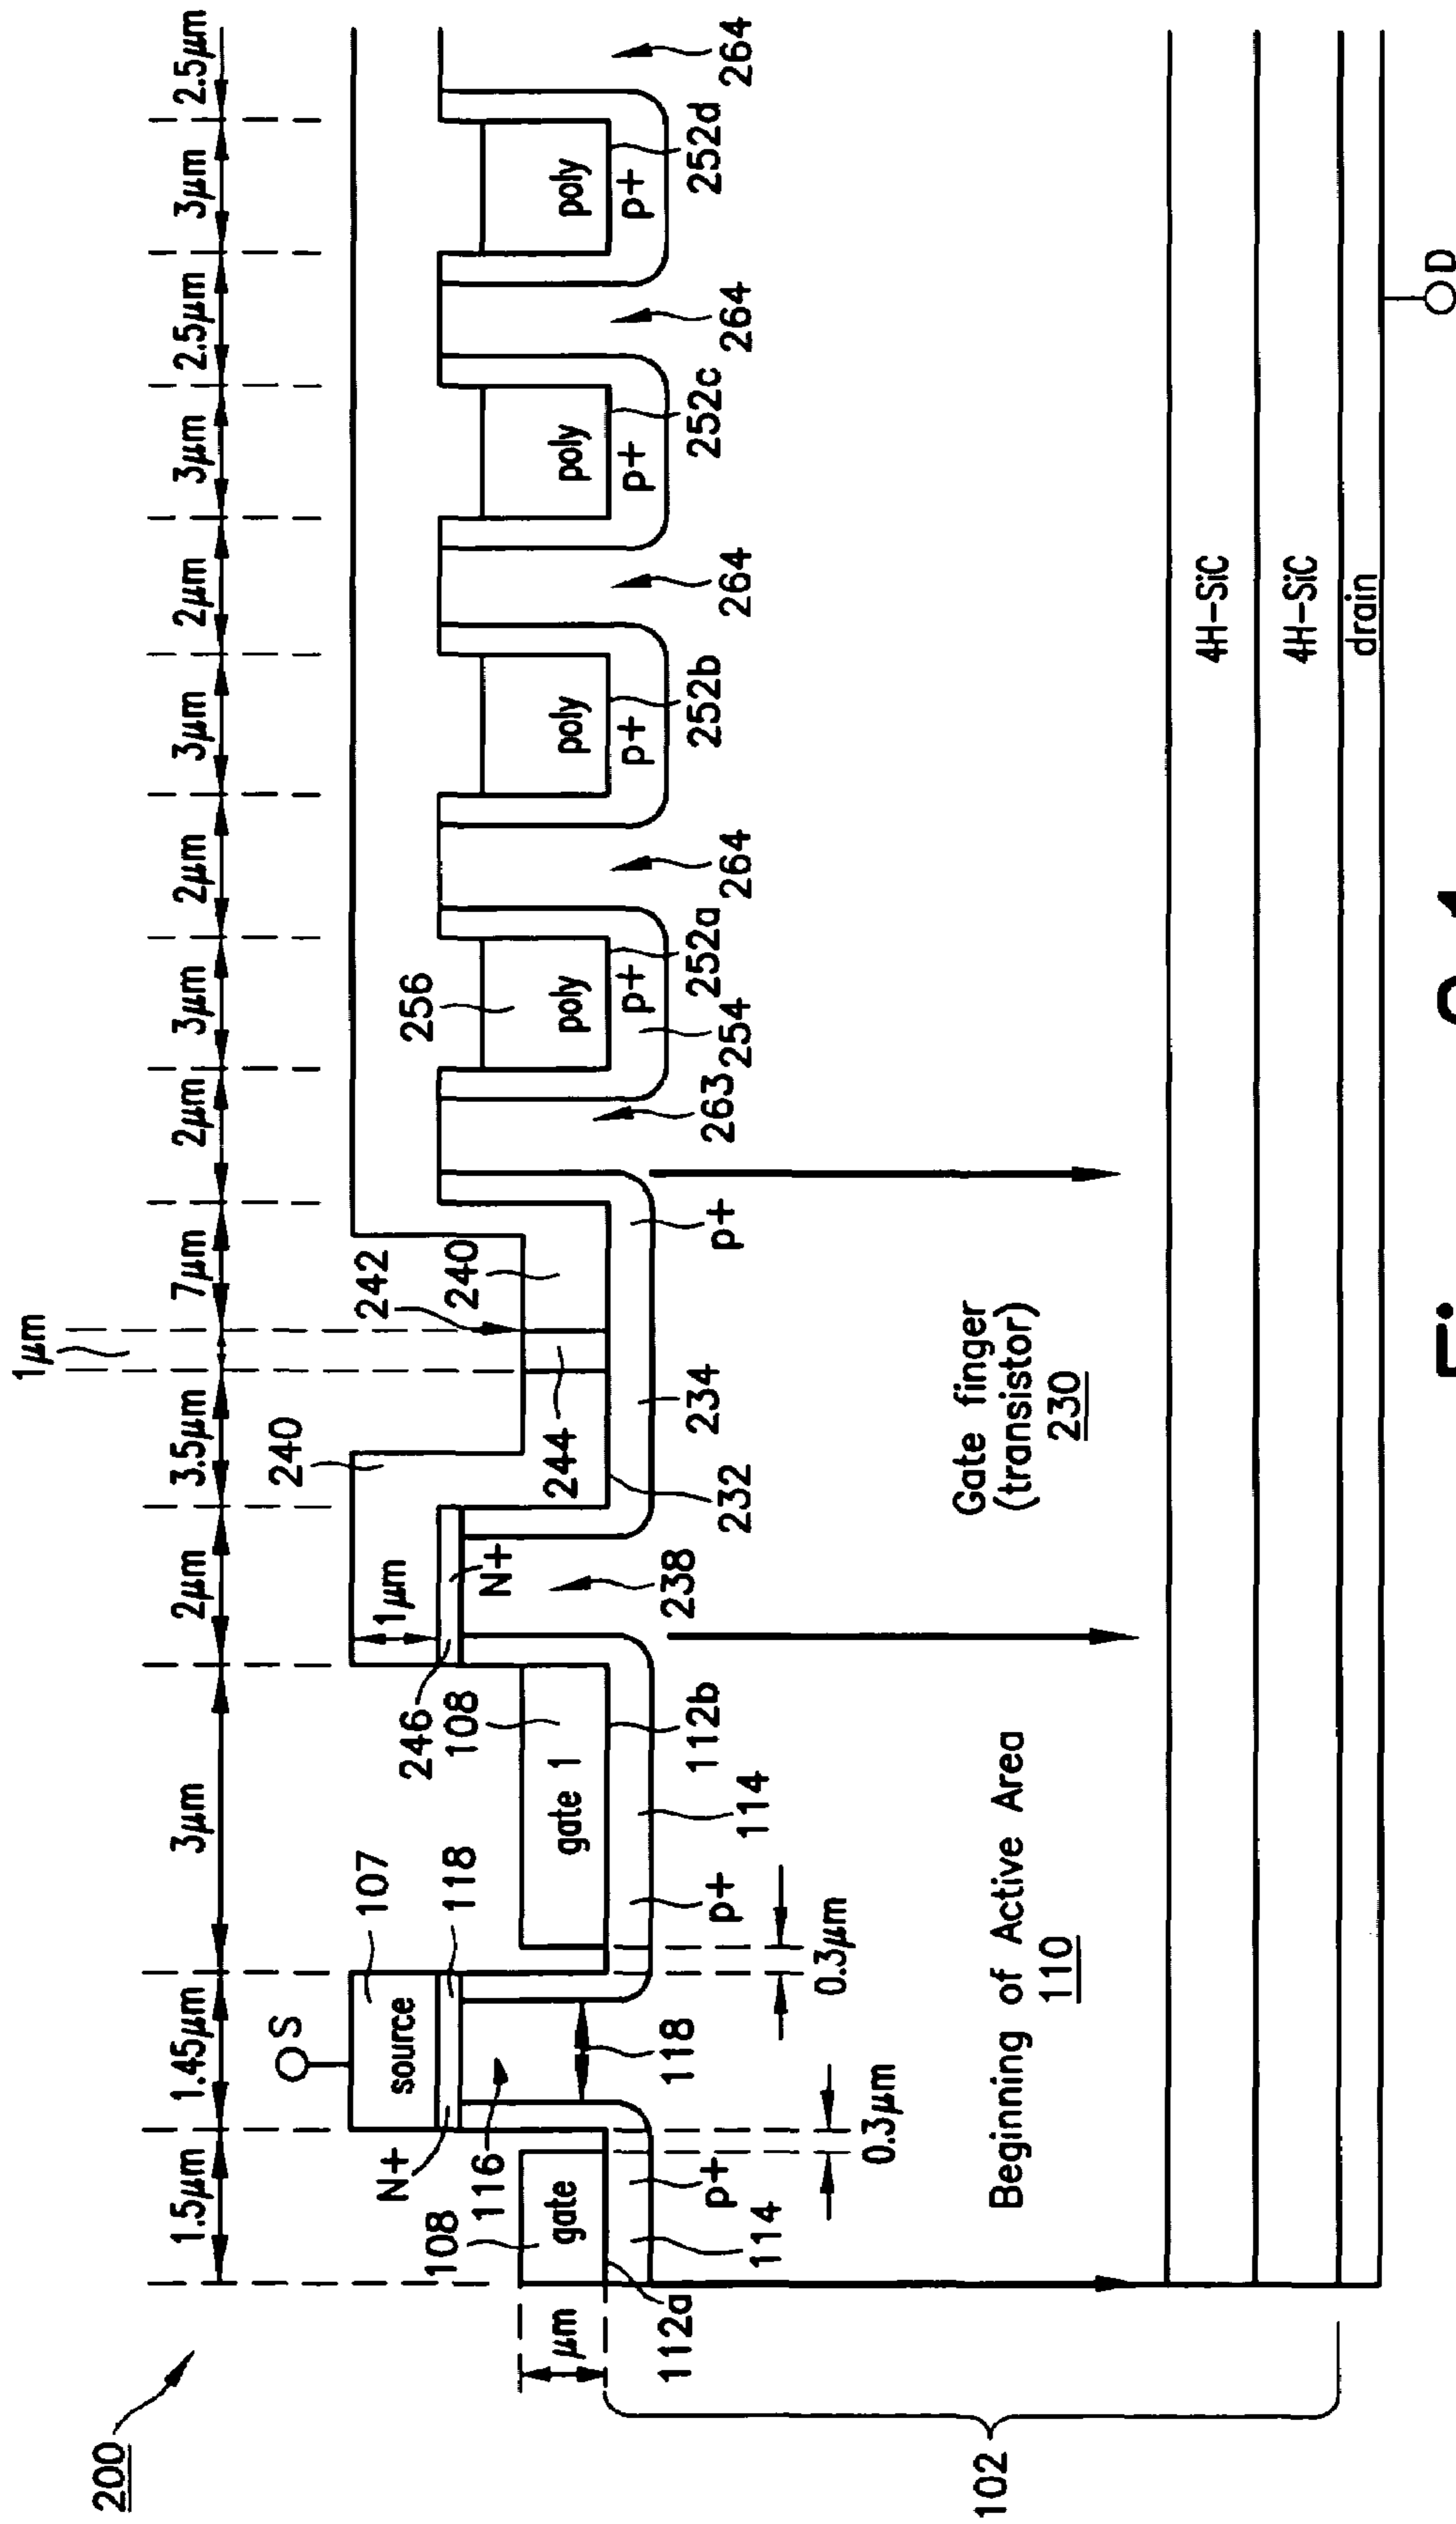 200
1.5μm
1.45μm
3μm
2μm
3.5μm
1μm
7μm
2μm
3μm
2μm
3μm
2μm
3μm
2.5μm
3μm
2.5μm
S
107
source
118
N+
116
108
gate
μm
112a
114
p+
0.3μm
118
0.3μm
p+
114
112b
gate 1
108
246
1μm
N+
238
240
244
232
234
242
240
p+
263
256
poly
p+
254
252a
264
poly
p+
252b
264
poly
p+
252c
264
poly
p+
252d
264
Beginning of Active Area
110
Gate finger
(transistor)
230
102
4H-SiC
4H-SiC
drain
D